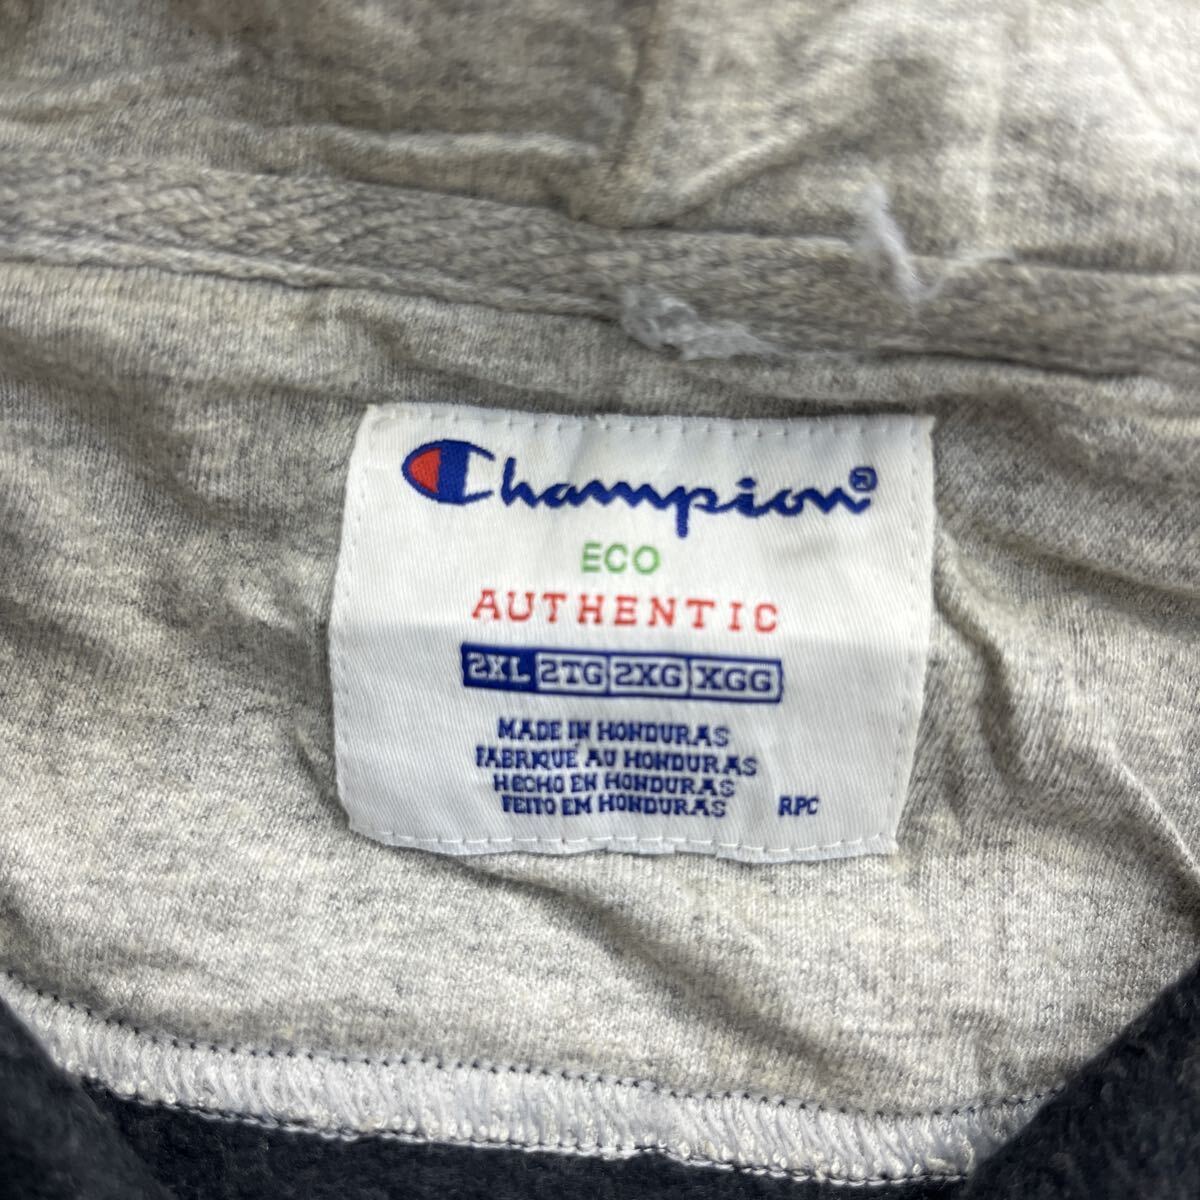 Champion®
ECO
AUTHENTIC
2XL 2TG 2XG XGG
MADE IN HONDURAS
FABRIQUÉ AU HONDURAS
HECHO EN HONDURAS
FEITO EM HONDURAS RPC